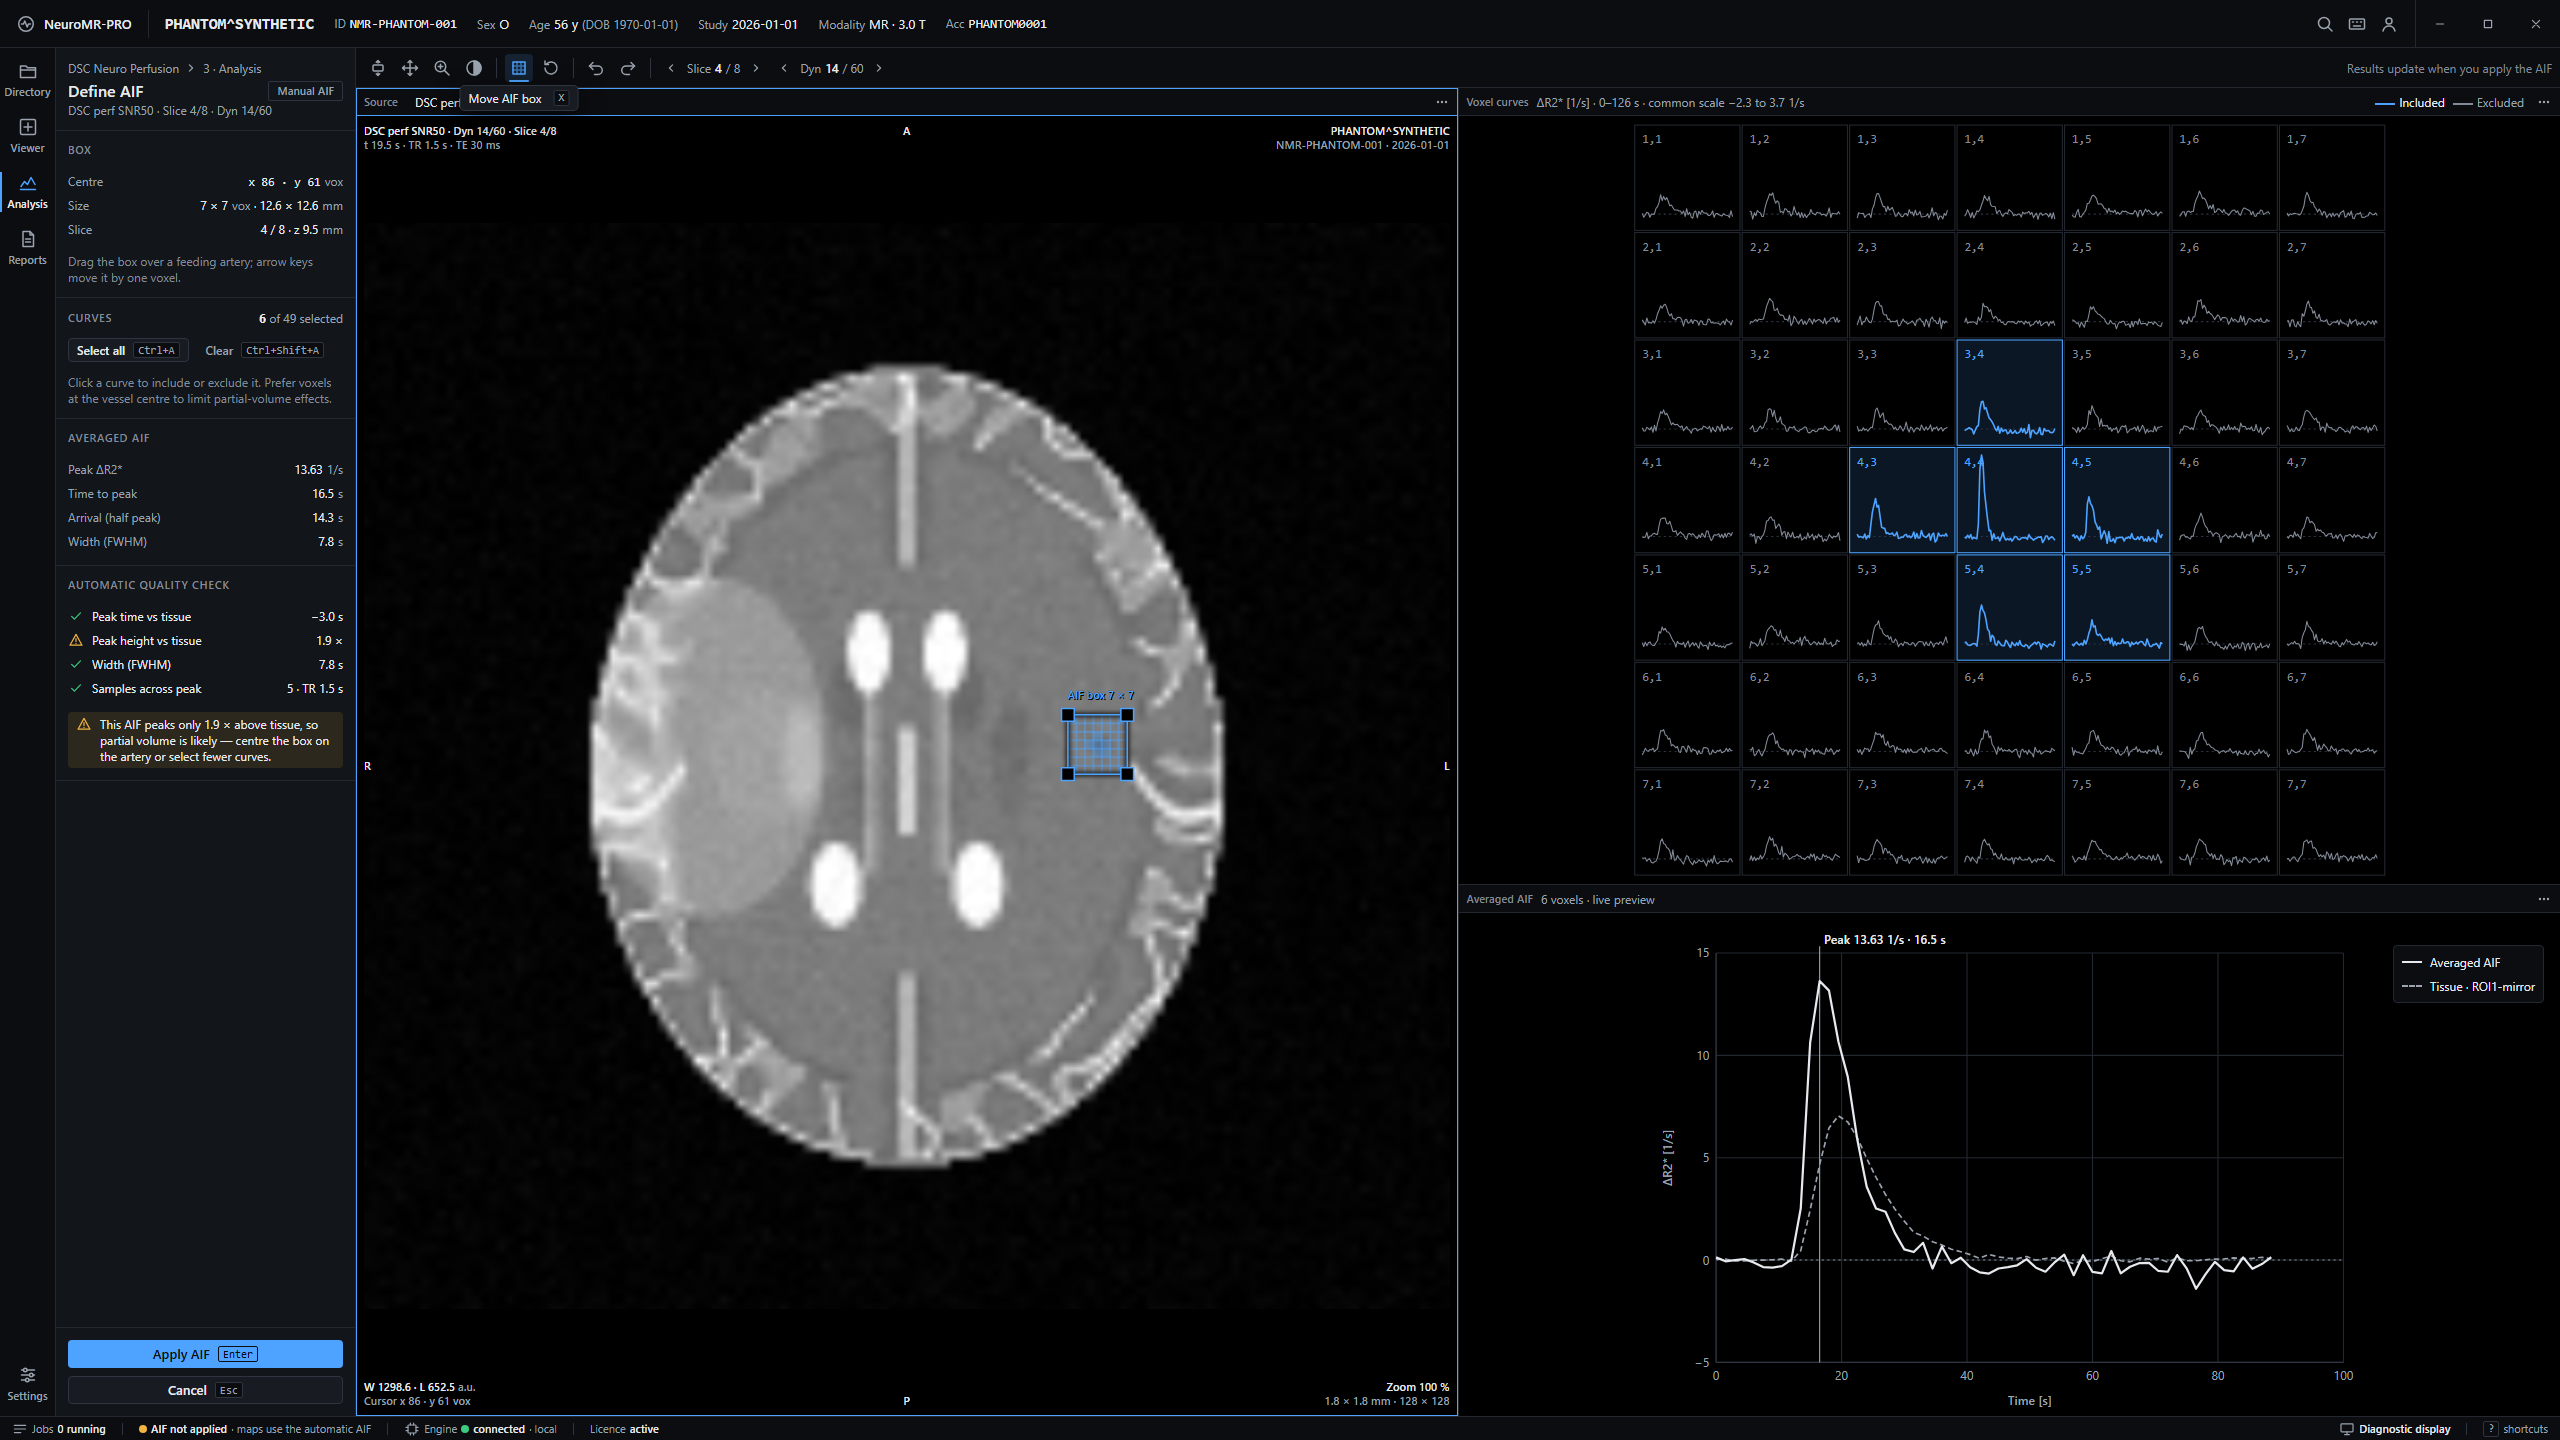 NeuroMR-PRO PHANTOM^SYNTHETIC ID NMR-PHANTOM-001 Sex O Age 56 y (DOB 1970-01-01) Study 2026-01-01 Modality MR · 3.0 T Acc PHANTOM0001
Directory
Viewer
Analysis
Reports
Settings
DSC Neuro Perfusion > 3 · Analysis
Define AIF Manual AIF
DSC perf SNR50 · Slice 4/8 · Dyn 14/60
BOX
Centre x 86 · y 61 vox
Size 7 × 7 vox · 12.6 × 12.6 mm
Slice 4 / 8 · z 9.5 mm
Drag the box over a feeding artery; arrow keys
move it by one voxel.
CURVES 6 of 49 selected
Select all Ctrl+A Clear Ctrl+Shift+A
Click a curve to include or exclude it. Prefer voxels
at the vessel centre to limit partial-volume effects.
AVERAGED AIF
Peak ΔR2* 13.63 1/s
Time to peak 16.5 s
Arrival (half peak) 14.3 s
Width (FWHM) 7.8 s
AUTOMATIC QUALITY CHECK
Peak time vs tissue −3.0 s
Peak height vs tissue 1.9 ×
Width (FWHM) 7.8 s
Samples across peak 5 · TR 1.5 s
This AIF peaks only 1.9 × above tissue, so
partial volume is likely — centre the box on
the artery or select fewer curves.
Apply AIF Enter
Cancel Esc
Slice 4 / 8 Dyn 14 / 60 Results update when you apply the AIF
Source DSC perf
Move AIF box X
DSC perf SNR50 · Dyn 14/60 · Slice 4/8 A PHANTOM^SYNTHETIC
t 19.5 s · TR 1.5 s · TE 30 ms NMR-PHANTOM-001 · 2026-01-01
AIF box 7 × 7
R L
W 1298.6 · L 652.5 a.u. Zoom 100 %
Cursor x 86 · y 61 vox P 1.8 × 1.8 mm · 128 × 128
Voxel curves ΔR2* [1/s] · 0–126 s · common scale −2.3 to 3.7 1/s Included Excluded
1,1 1,2 1,3 1,4 1,5 1,6 1,7
2,1 2,2 2,3 2,4 2,5 2,6 2,7
3,1 3,2 3,3 3,4 3,5 3,6 3,7
4,1 4,2 4,3 4,4 4,5 4,6 4,7
5,1 5,2 5,3 5,4 5,5 5,6 5,7
6,1 6,2 6,3 6,4 6,5 6,6 6,7
7,1 7,2 7,3 7,4 7,5 7,6 7,7
Averaged AIF 6 voxels · live preview
Peak 13.63 1/s · 16.5 s
Averaged AIF
Tissue · ROI1-mirror
15
10
5
0
−5
ΔR2* [1/s]
0 20 40 60 80 100
Time [s]
Jobs 0 running AIF not applied · maps use the automatic AIF Engine connected · local Licence active Diagnostic display ? shortcuts